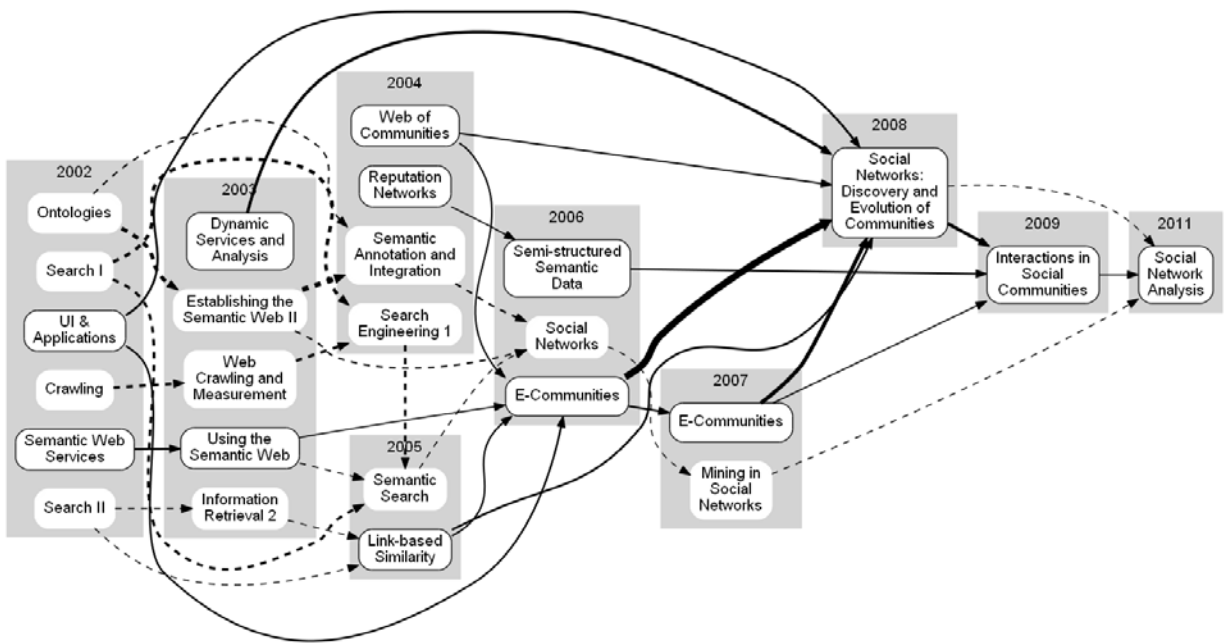 2002
Ontologies
Search I
UI &
Applications
Crawling
Semantic Web
Services
Search II
2003
Dynamic
Services and
Analysis
Establishing the
Semantic Web II
Web
Crawling and
Measurement
Using the
Semantic Web
Information
Retrieval 2
2004
Web of
Communities
Reputation
Networks
Semantic
Annotation and
Integration
Search
Engineering 1
2005
Semantic
Search
Link-based
Similarity
2006
Semi-structured
Semantic
Data
Social
Networks
E-Communities
2007
E-Communities
Mining in
Social
Networks
2008
Social
Networks:
Discovery and
Evolution of
Communities
2009
Interactions in
Social
Communities
2011
Social
Network
Analysis